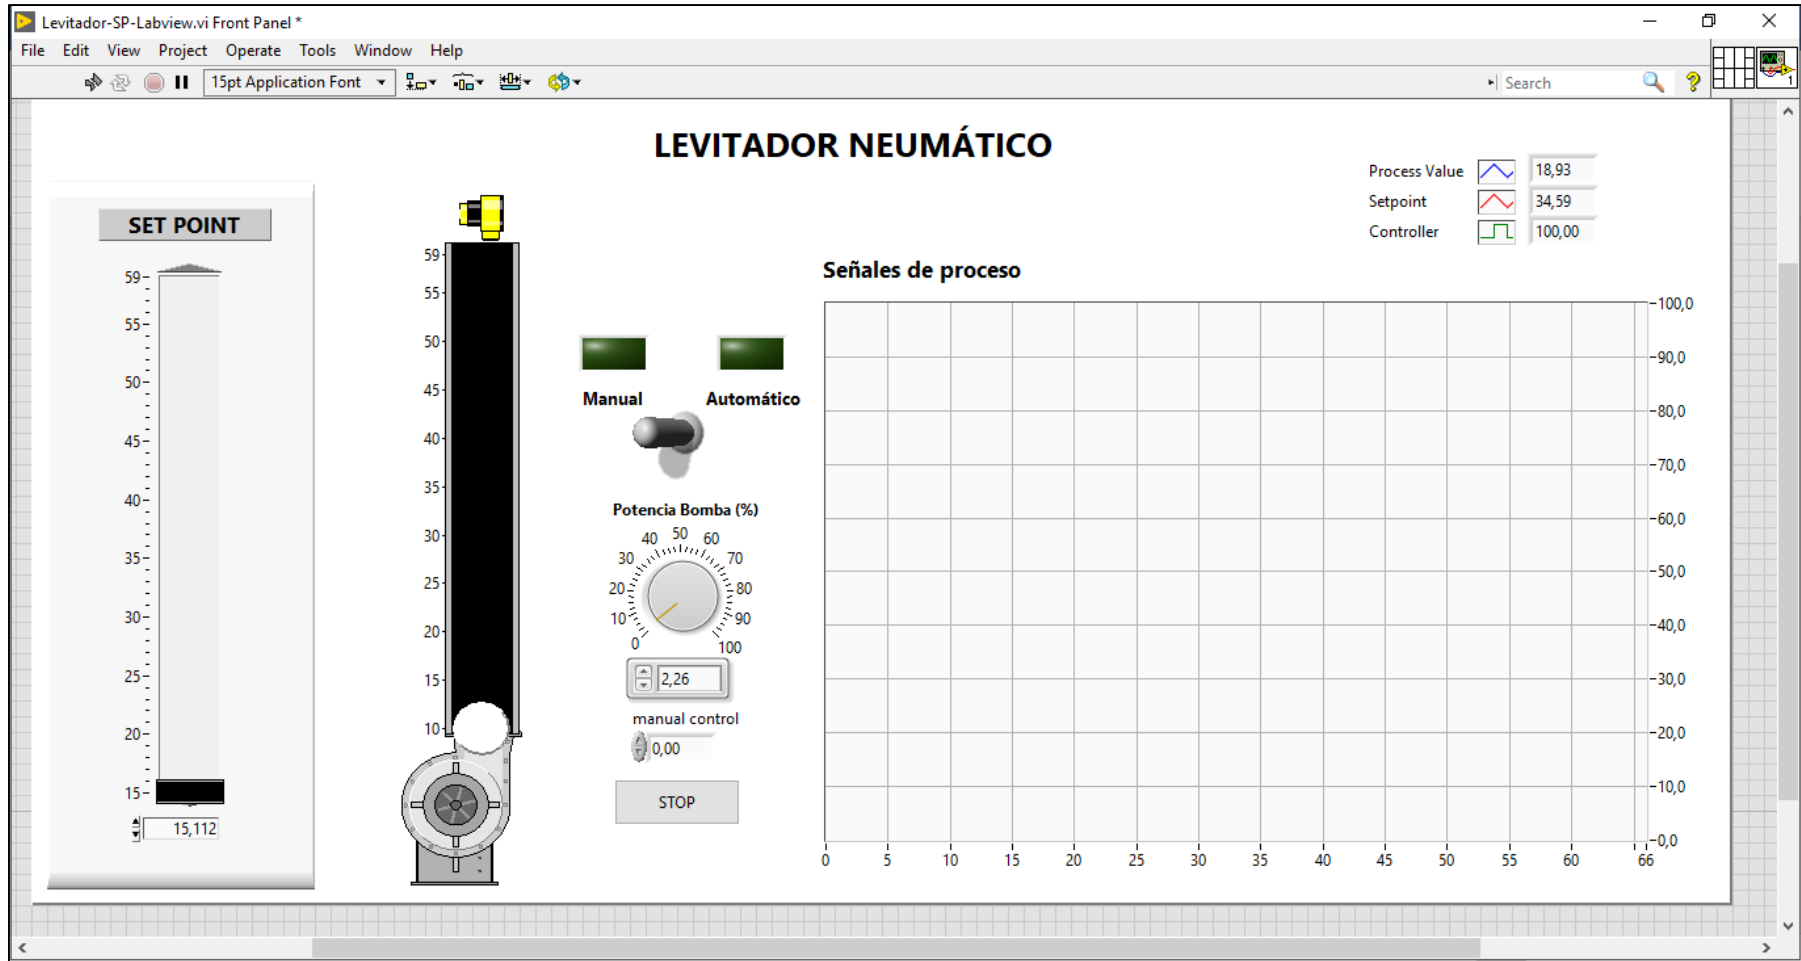 Levitador-SP-Labview.vi Front Panel *
File Edit View Project Operate Tools Window Help
15pt Application Font
Search
1
LEVITADOR NEUMÁTICO
Process Value 18,93
Setpoint 34,59
Controller 100,00
SET POINT
59
55
50
45
40
35
30
25
20
15
15,112
59
55
50
45
40
35
30
25
20
15
10
Manual Automático
Potencia Bomba (%)
0 10 20 30 40 50 60 70 80 90 100
2,26
manual control
0,00
STOP
Señales de proceso
100,0
90,0
80,0
70,0
60,0
50,0
40,0
30,0
20,0
10,0
0,0
0 5 10 15 20 25 30 35 40 45 50 55 60 66